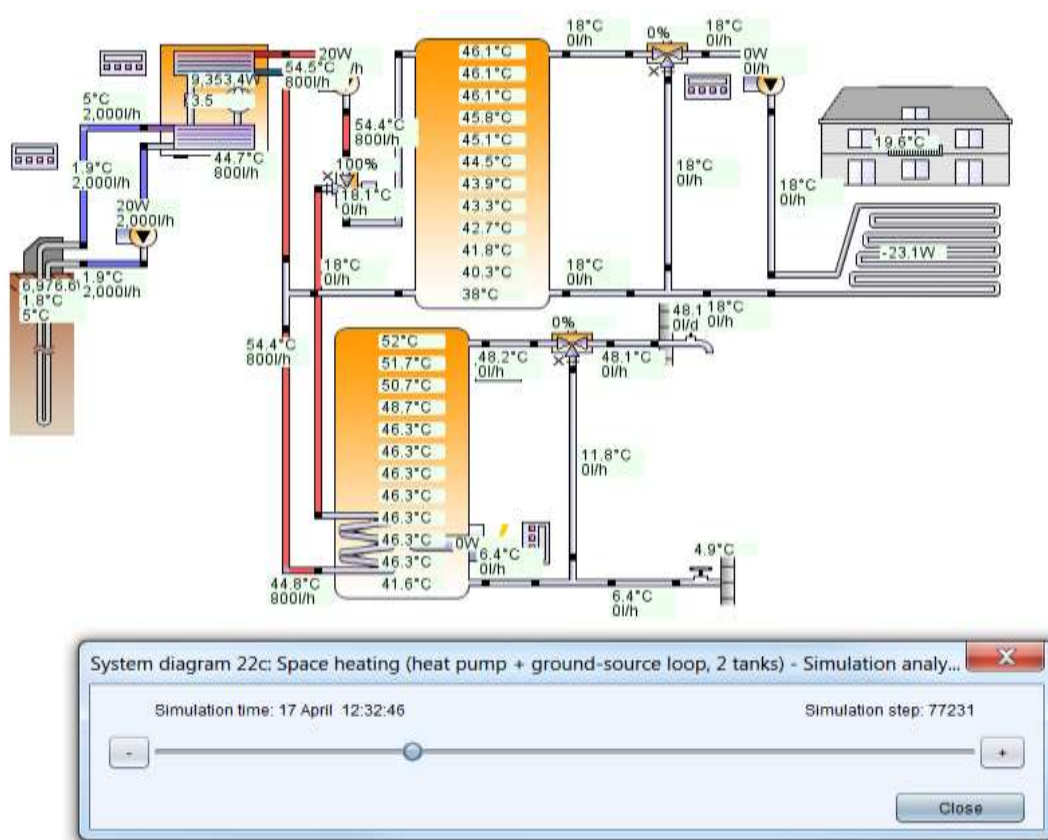 20W
54.5°C
800l/h
9,353.4W
3.5
5°C
2,000l/h
44.7°C
800l/h
1.9°C
2,000l/h
20W
2,000l/h
1.9°C
2,000l/h
1.8°C
5°C
54.4°C
800l/h
100%
18.1°C
0l/h
18°C
0l/h
54.4°C
800l/h
46.1°C
46.1°C
46.1°C
45.8°C
45.1°C
44.5°C
43.9°C
43.3°C
42.7°C
41.8°C
40.3°C
38°C
18°C
0l/h
0%
18°C
0l/h
0W
0l/h
18°C
0l/h
18°C
0l/h
19.6°C
-23.1W
18°C
0l/h
18°C
0l/h
48.1
0l/d
52°C
51.7°C
50.7°C
48.7°C
46.3°C
46.3°C
46.3°C
46.3°C
46.3°C
46.3°C
46.3°C
41.6°C
0%
48.2°C
0l/h
48.1°C
0l/h
11.8°C
0l/h
0W
6.4°C
0l/h
44.8°C
800l/h
4.9°C
6.4°C
0l/h
System diagram 22c: Space heating (heat pump + ground-source loop, 2 tanks) - Simulation analy...
Simulation time: 17 April 12:32:46
Simulation step: 77231
-
+
Close